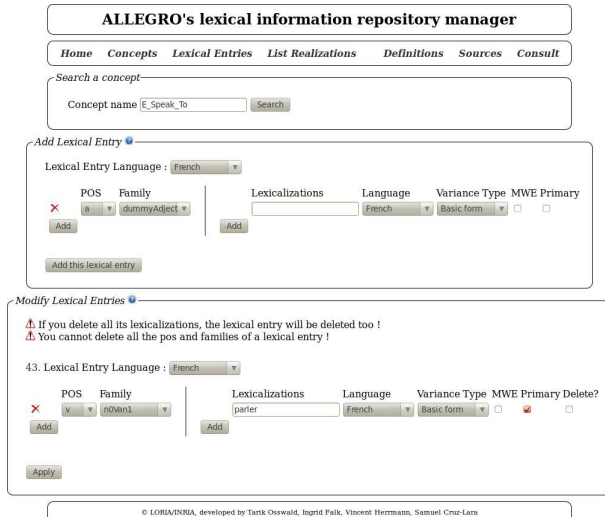 ALLEGRO's lexical information repository manager
Home Concepts Lexical Entries List Realizations Definitions Sources Consult
Search a concept
Concept name E_Speak_To Search
Add Lexical Entry
Lexical Entry Language : French
POS Family Lexicalizations Language Variance Type MWE Primary
a dummyAdject French Basic form
Add Add
Add this lexical entry
Modify Lexical Entries
If you delete all its lexicalizations, the lexical entry will be deleted too !
You cannot delete all the pos and families of a lexical entry !
43. Lexical Entry Language : French
POS Family Lexicalizations Language Variance Type MWE Primary Delete?
v n0Van1 parler French Basic form
Add Add
Apply
© LORIA/INRIA, developed by Tarik Osswald, Ingrid Falk, Vincent Herrmann, Samuel Cruz-Lara